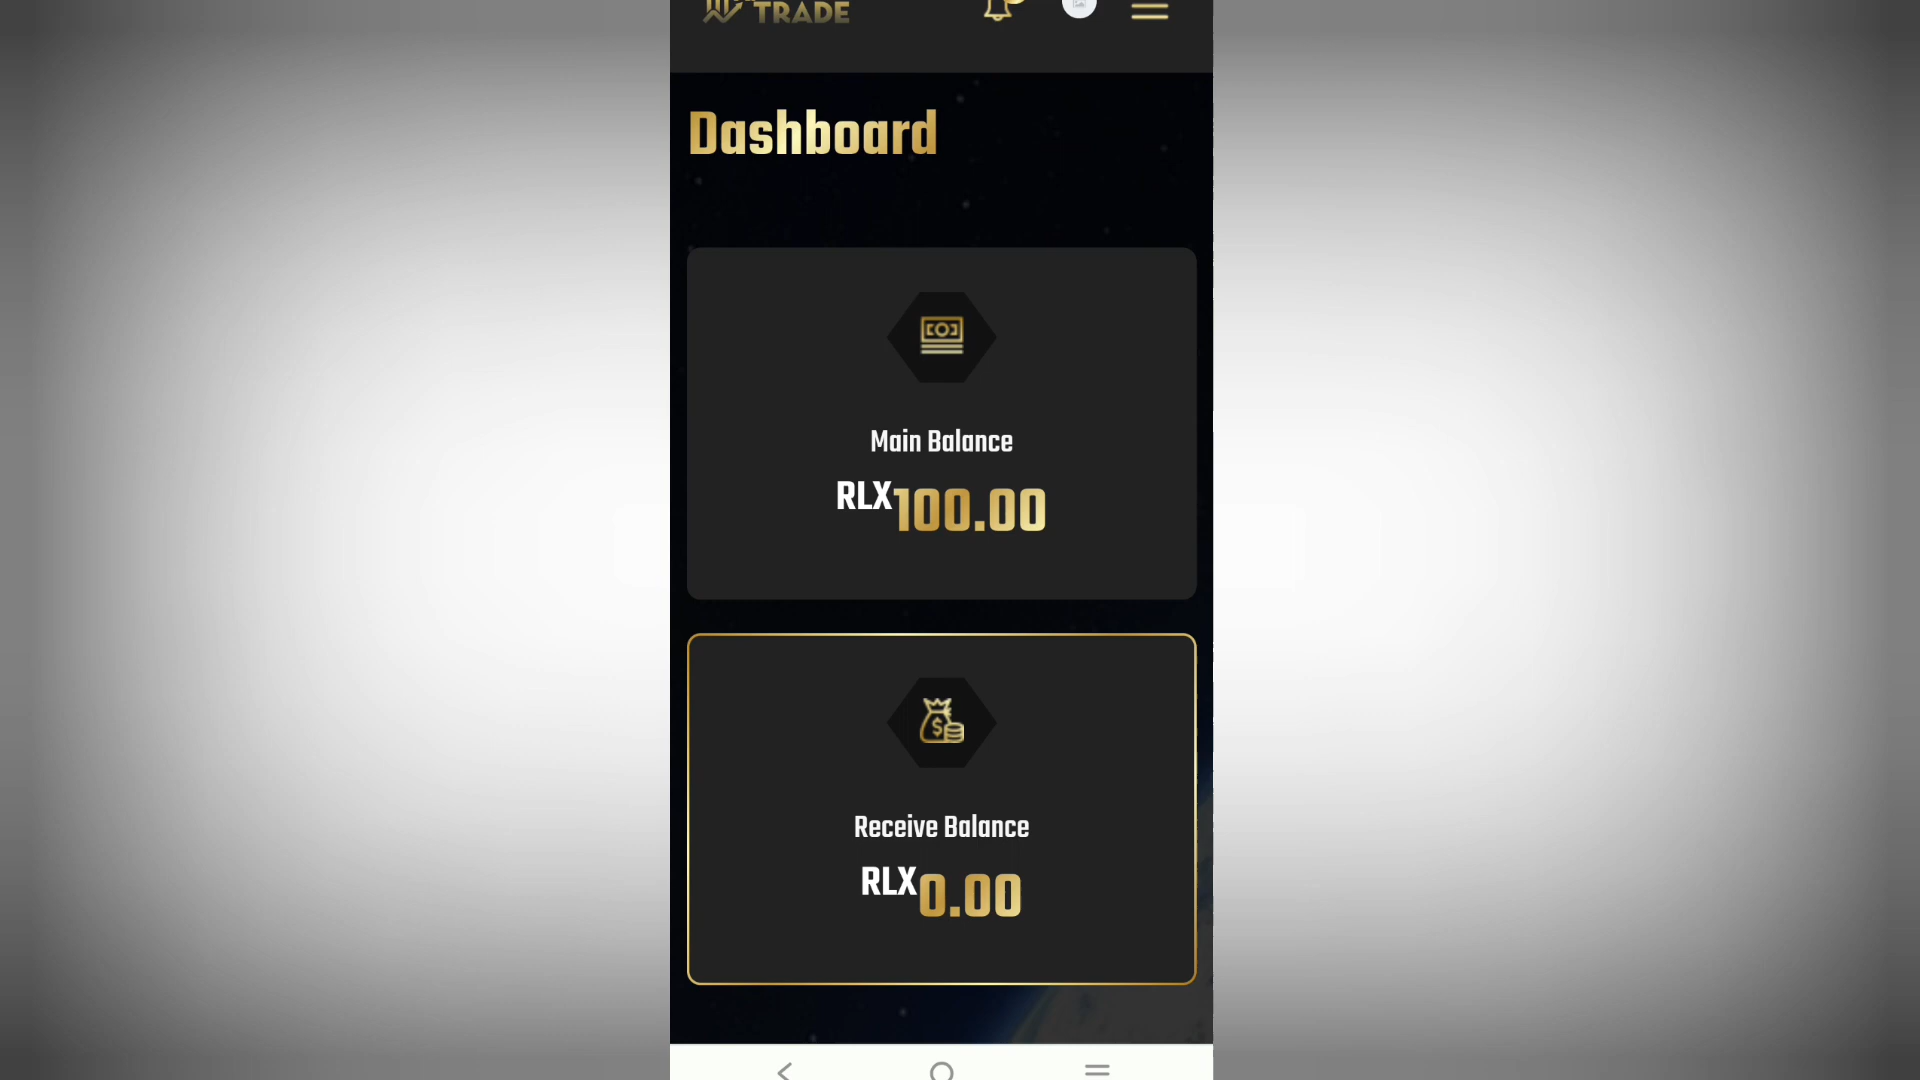 TRADE
Dashboard
Main Balance
RLX100.00
Receive Balance
RLX0.00